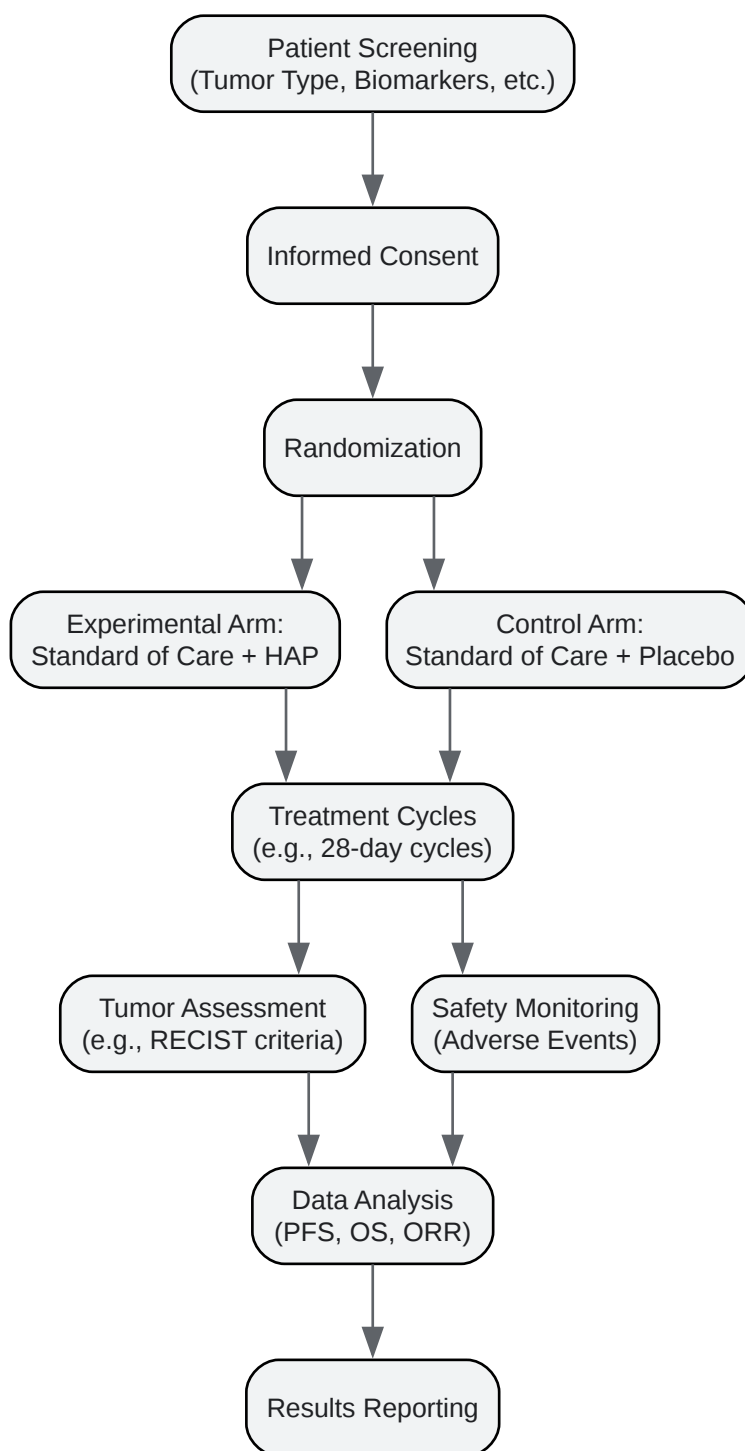 Patient Screening
(Tumor Type, Biomarkers, etc.)
Informed Consent
Randomization
Experimental Arm:
Standard of Care + HAP
Control Arm:
Standard of Care + Placebo
Treatment Cycles
(e.g., 28-day cycles)
Tumor Assessment
(e.g., RECIST criteria)
Safety Monitoring
(Adverse Events)
Data Analysis
(PFS, OS, ORR)
Results Reporting